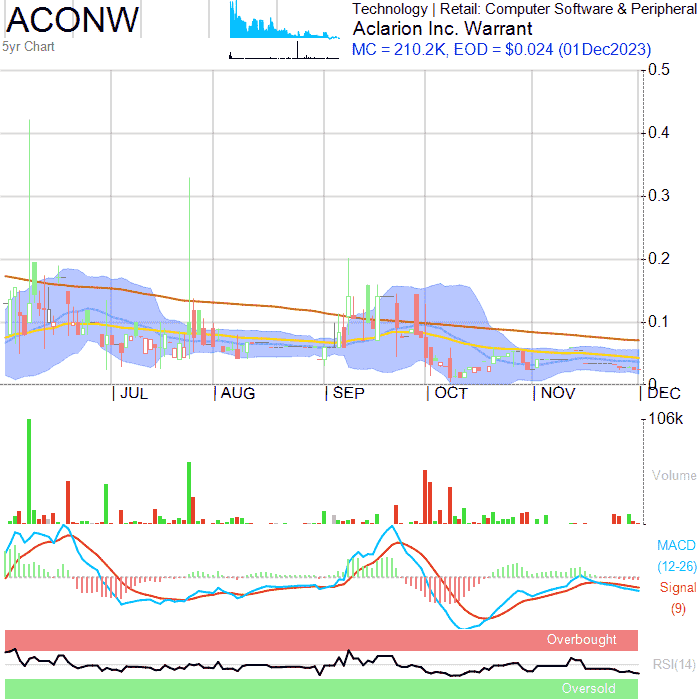 ACONW
5yr Chart
Technology | Retail: Computer Software & Peripheral
Aclarion Inc. Warrant
MC = 210.2K, EOD = $0.024 (01Dec2023)
0.5
0.4
0.3
0.2
0.1
0
JUL AUG SEP OCT NOV DEC
106k
Volume
MACD
(12-26)
Signal
(9)
Overbought
RSI(14)
Oversold